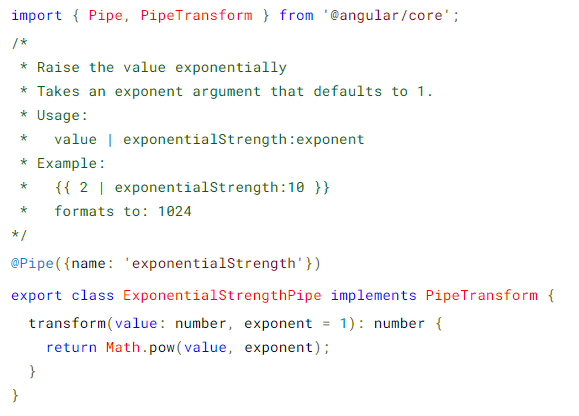 import { Pipe, PipeTransform } from '@angular/core';
/*
 * Raise the value exponentially
 * Takes an exponent argument that defaults to 1.
 * Usage:
 *   value | exponentialStrength:exponent
 * Example:
 *   {{ 2 | exponentialStrength:10 }}
 *   formats to: 1024
*/
@Pipe({name: 'exponentialStrength'})
export class ExponentialStrengthPipe implements PipeTransform {
  transform(value: number, exponent = 1): number {
    return Math.pow(value, exponent);
  }
}